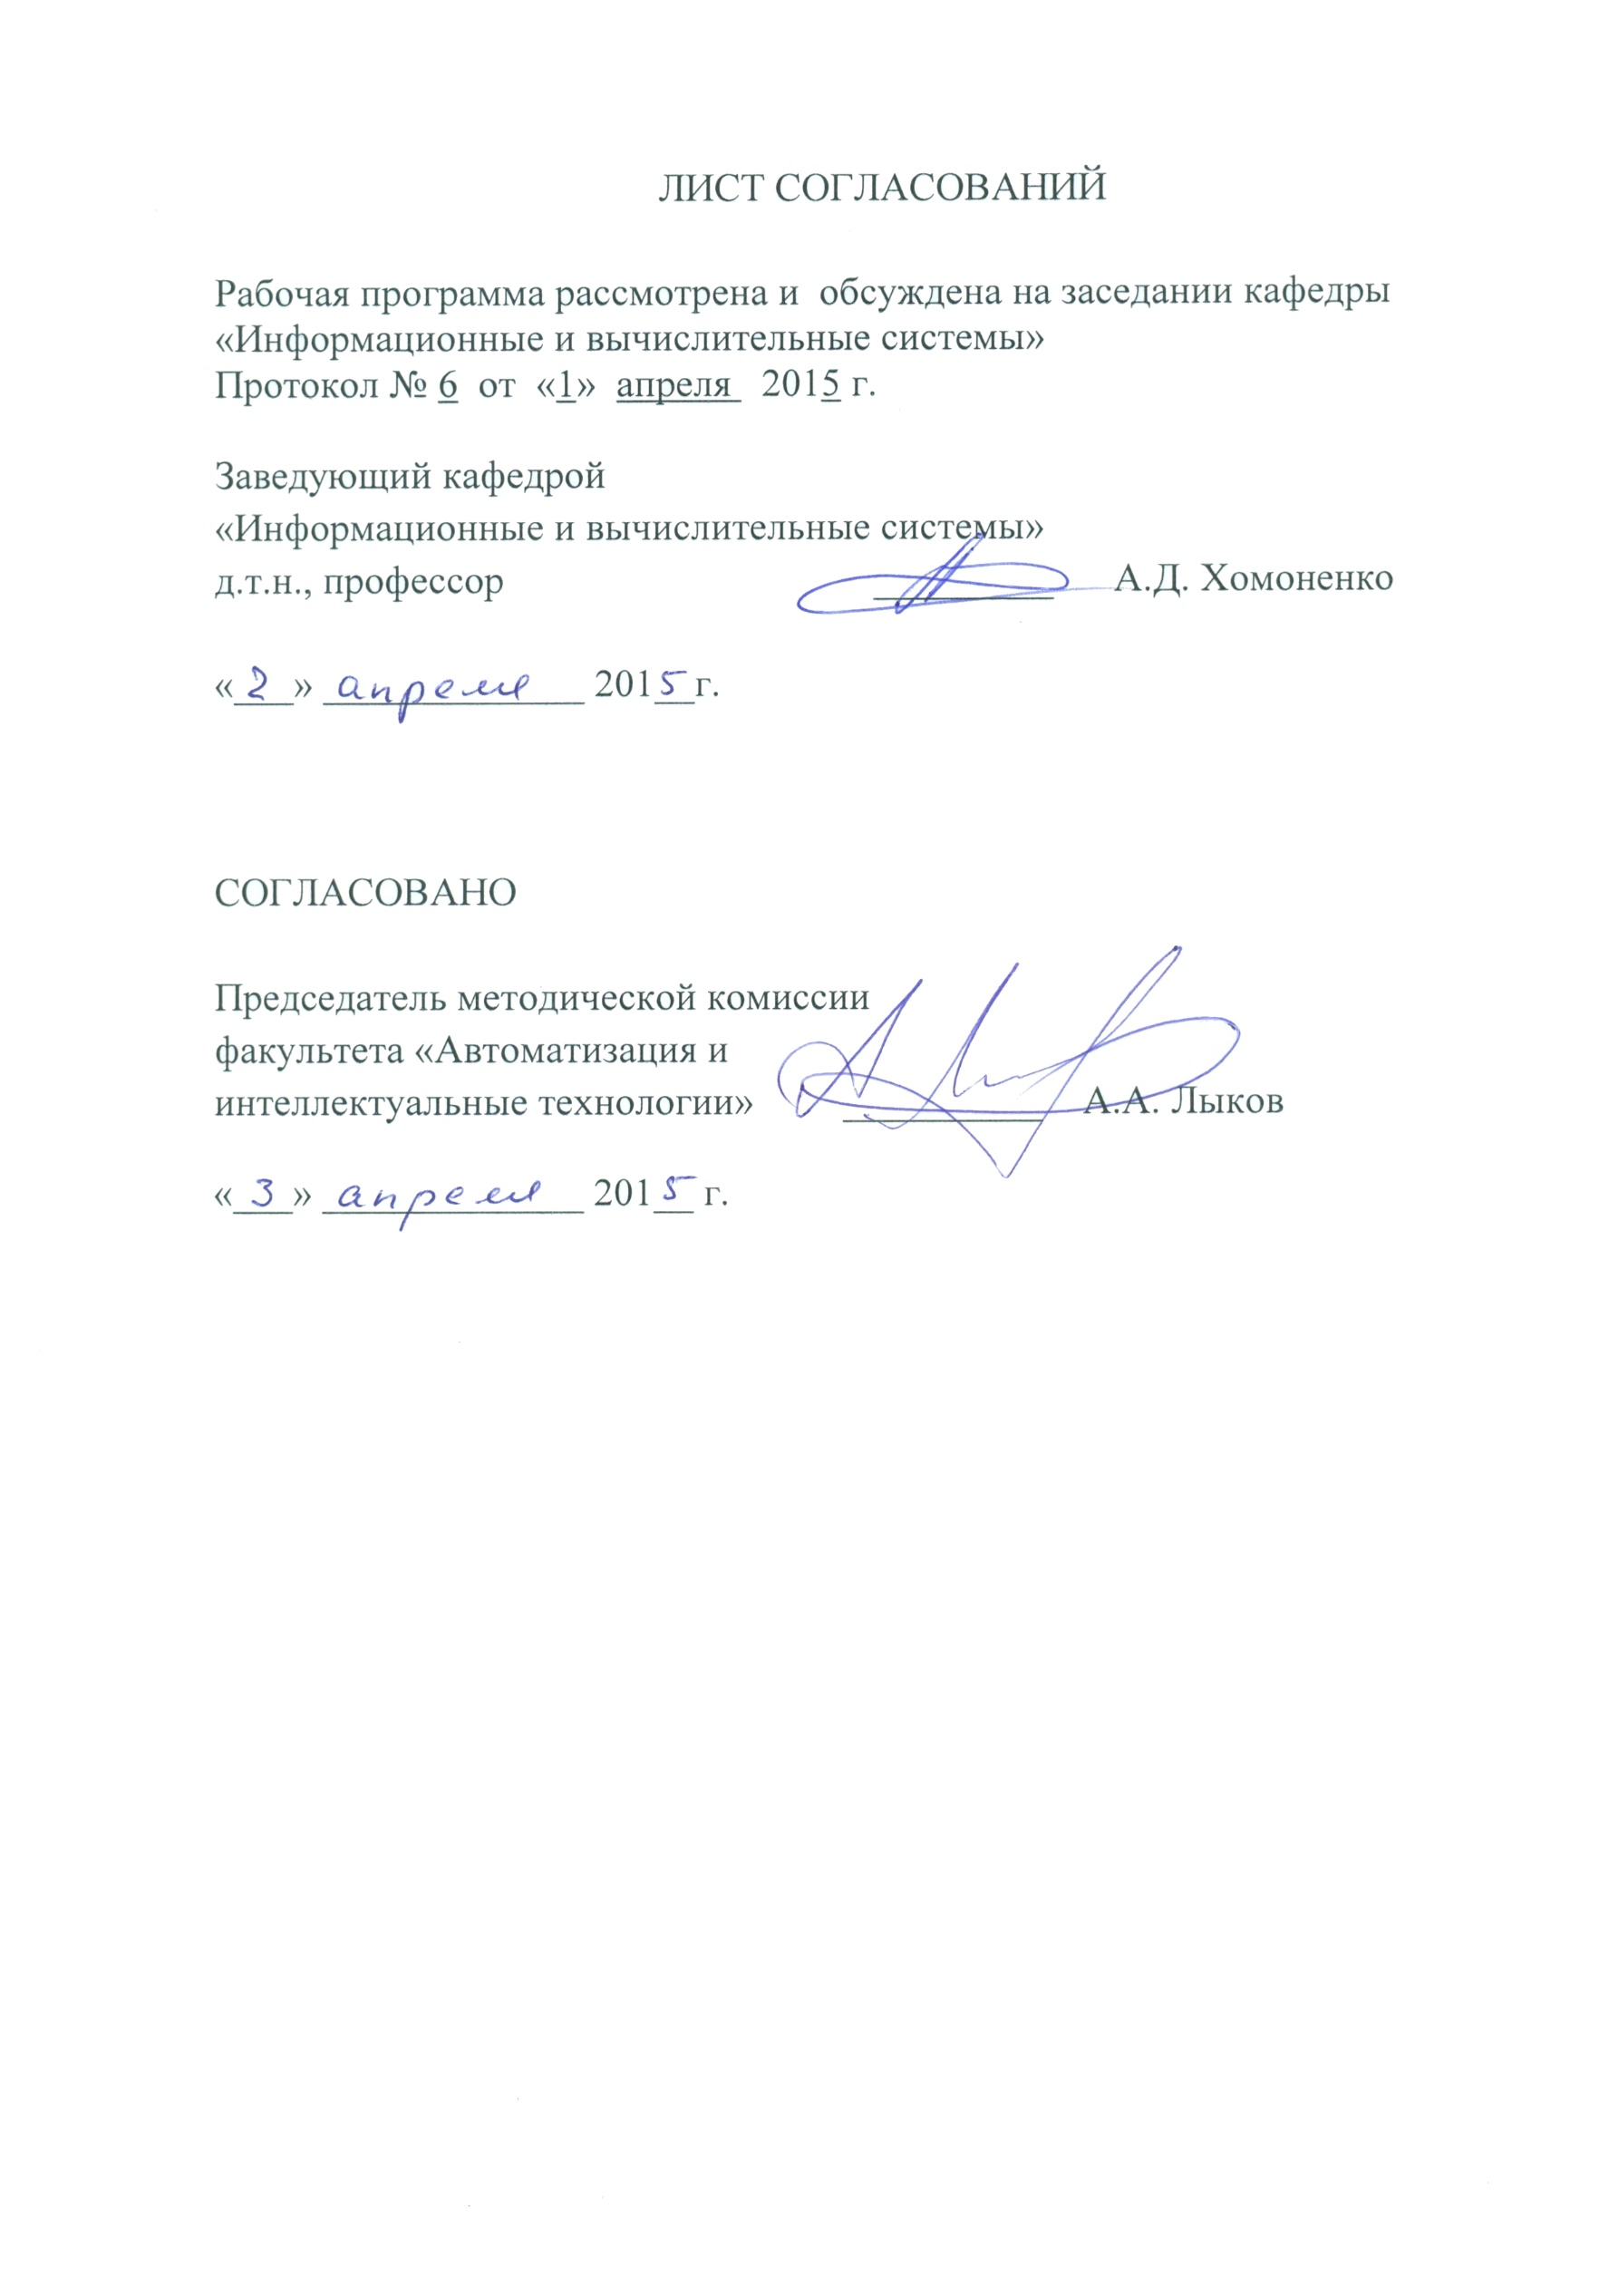 ЛИСТ СОГЛАСОВАНИЙ
Рабочая программа рассмотрена и обсуждена на заседании кафедры
«Информационные и вычислительные системы»
Протокол № 6 от «1» апреля 2015 г.
Заведующий кафедрой
«Информационные и вычислительные системы»
д.т.н., профессор А.Д. Хомоненко
«2» апреля 2015 г.
СОГЛАСОВАНО
Председатель методической комиссии
факультета «Автоматизация и
интеллектуальные технологии» А.А. Лыков
«3» апреля 2015 г.